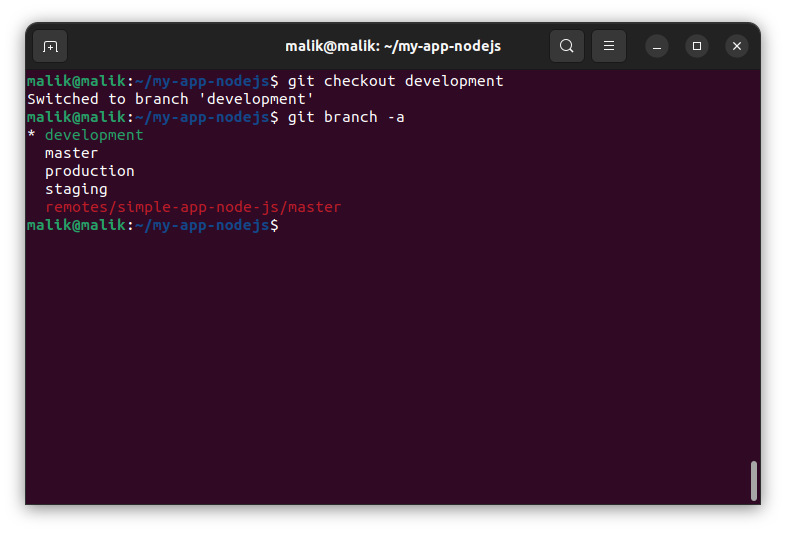 malik@malik: ~/my-app-nodejs
malik@malik:~/my-app-nodejs$ git checkout development
Switched to branch 'development'
malik@malik:~/my-app-nodejs$ git branch -a
* development
  master
  production
  staging
  remotes/simple-app-node-js/master
malik@malik:~/my-app-nodejs$